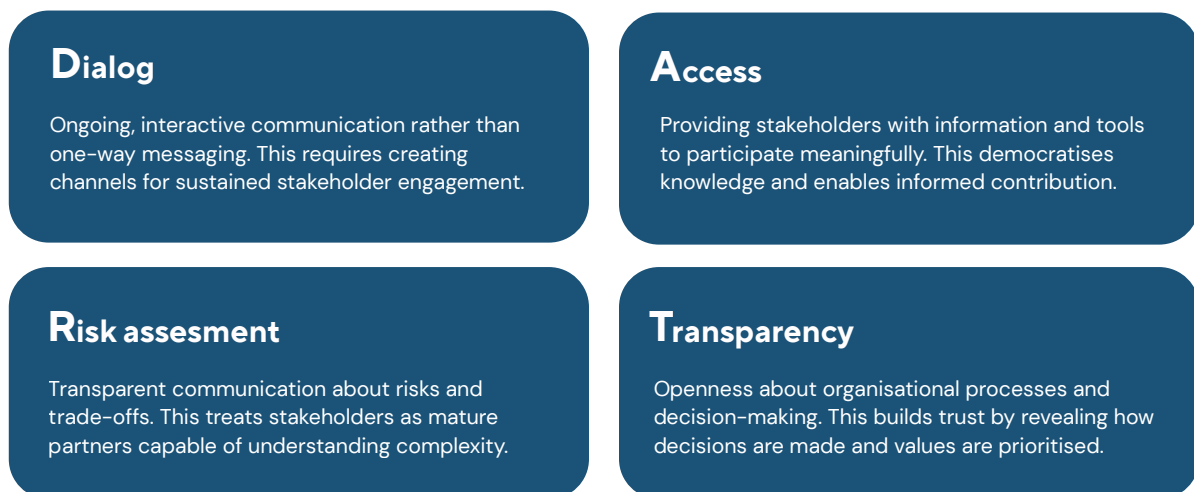 Dialog
Ongoing, interactive communication rather than
one-way messaging. This requires creating
channels for sustained stakeholder engagement.
Access
Providing stakeholders with information and tools
to participate meaningfully. This democratises
knowledge and enables informed contribution.
Risk assesment
Transparent communication about risks and
trade-offs. This treats stakeholders as mature
partners capable of understanding complexity.
Transparency
Openness about organisational processes and
decision-making. This builds trust by revealing how
decisions are made and values are prioritised.